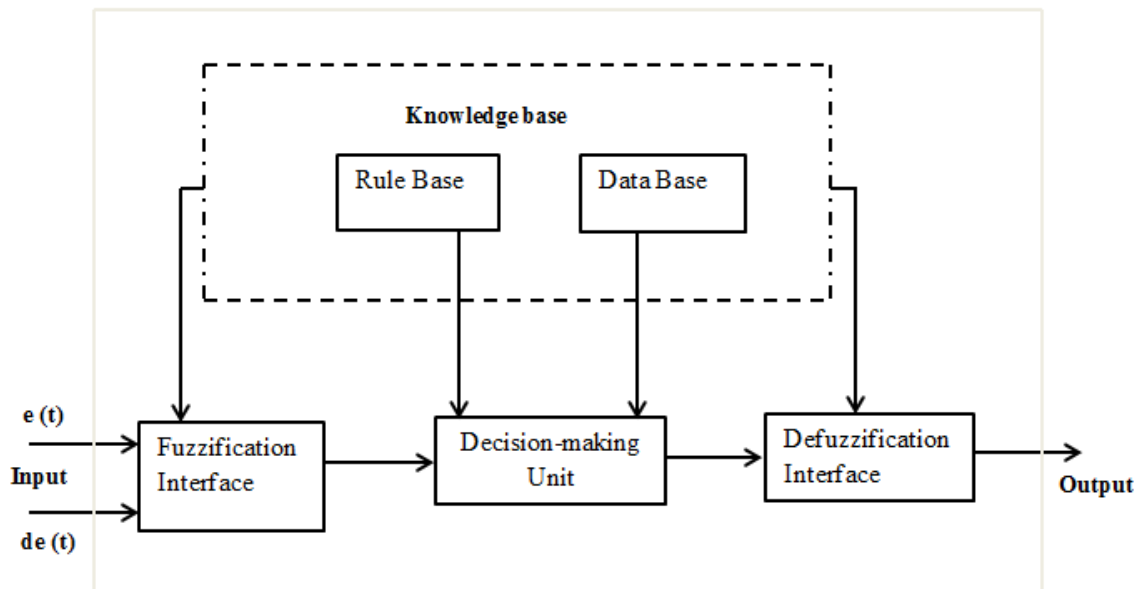 Knowledge base
Rule Base
Data Base
e (t)
Input
de (t)
Fuzzification
Interface
Decision-making
Unit
Defuzzification
Interface
Output